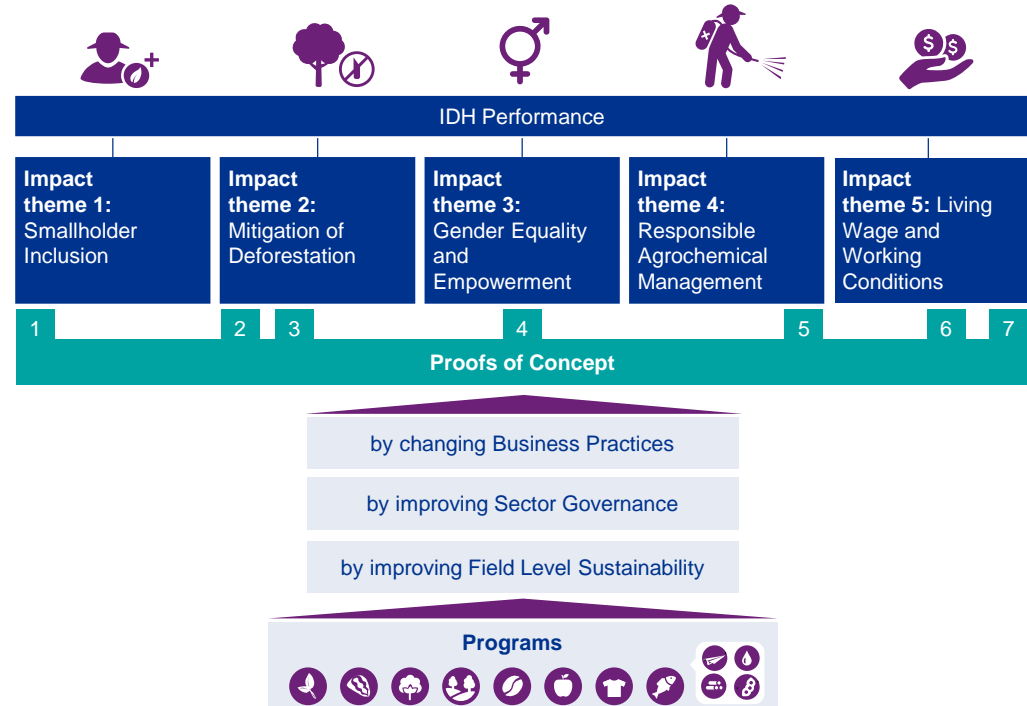 IDH Performance
Impact
theme 1:
Smallholder
Inclusion
Impact
theme 2:
Mitigation of
Deforestation
Impact
theme 3:
Gender Equality
and
Empowerment
Impact
theme 4:
Responsible
Agrochemical
Management
Impact
theme 5: Living
Wage and
Working
Conditions
1
2
3
4
5
6
7
Proofs of Concept
by changing Business Practices
by improving Sector Governance
by improving Field Level Sustainability
Programs